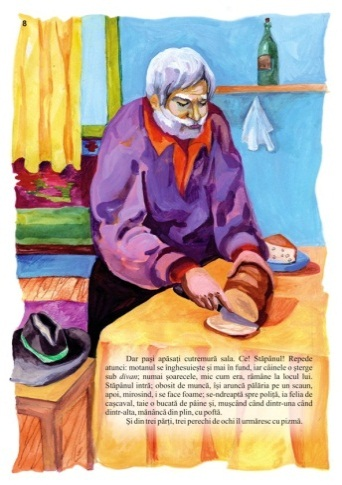 8
Dar pași apăsați cutremură sala. Ce! Stăpânul! Repede
atunci: motanul se înghesuiește și mai în fund, iar câinele o șterge
sub divan; numai șoarecele, mic cum era, rămâne la locul lui.
Stăpânul intră; obosit de muncă, își aruncă pălăria pe un scaun,
apoi, mirosind, i se face foame; se-ndreaptă spre poliță, ia felia de
cașcaval, taie o bucată de pâine și, mușcând când dintr-una când
dintr-alta, mănâncă din plin, cu poftă.
Și din trei părți, trei perechi de ochi îl urmăresc cu pizmă.